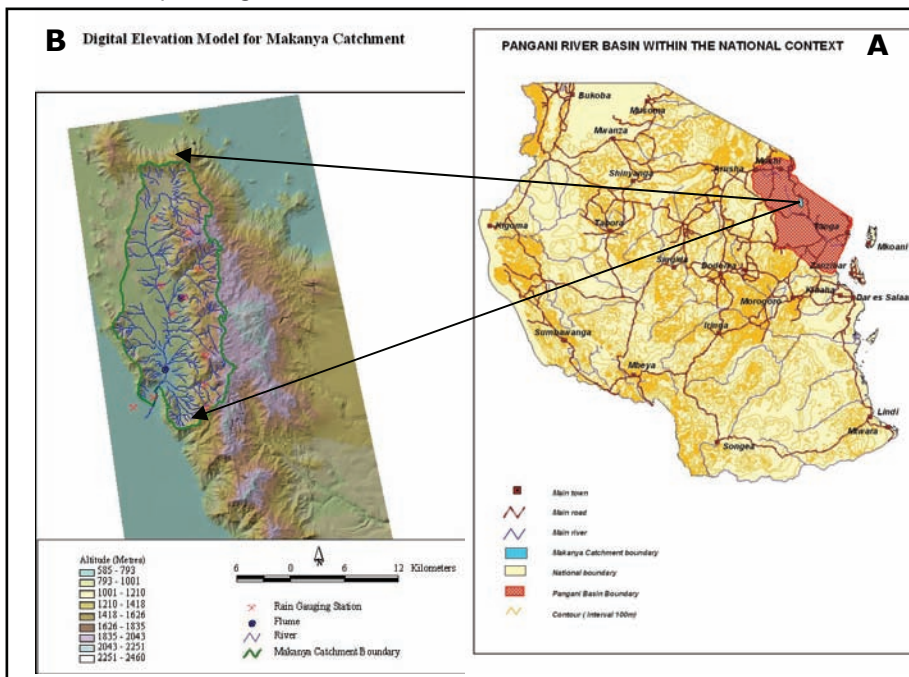 B
Digital Elevation Model for Makanya Catchment
Altitude (Metres)
585 - 793
793 - 1001
1001 - 1210
1210 - 1418
1418 - 1626
1626 - 1835
1835 - 2043
2043 - 2251
2251 - 2460
6 0 6 12 Kilometers
Rain Gauging Station
Flume
River
Makanya Catchment Boundary
PANGANI RIVER BASIN WITHIN THE NATIONAL CONTEXT
A
Bukoba
Musoma
Mwanza
Arusha
Moshi
Shinyanga
Kigoma
Tabora
Tanga
Mkoani
Singida
Dodoma
Zanzibar
Kibaha
Dar es Salaa
Morogoro
Iringa
Sumbawanga
Mbeya
Lindi
Mtwara
Songea
Main town
Main road
Main river
Makanya Catchment boundary
National boundary
Pangani Basin Boundary
Contour ( Interval 100m)